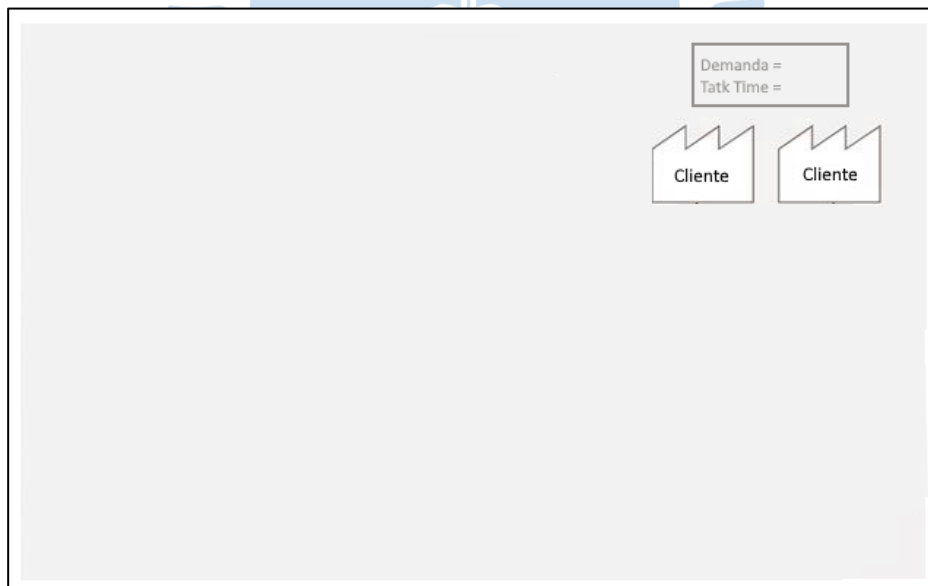 Demanda =
Tatk TIme =
Cliente
Cliente